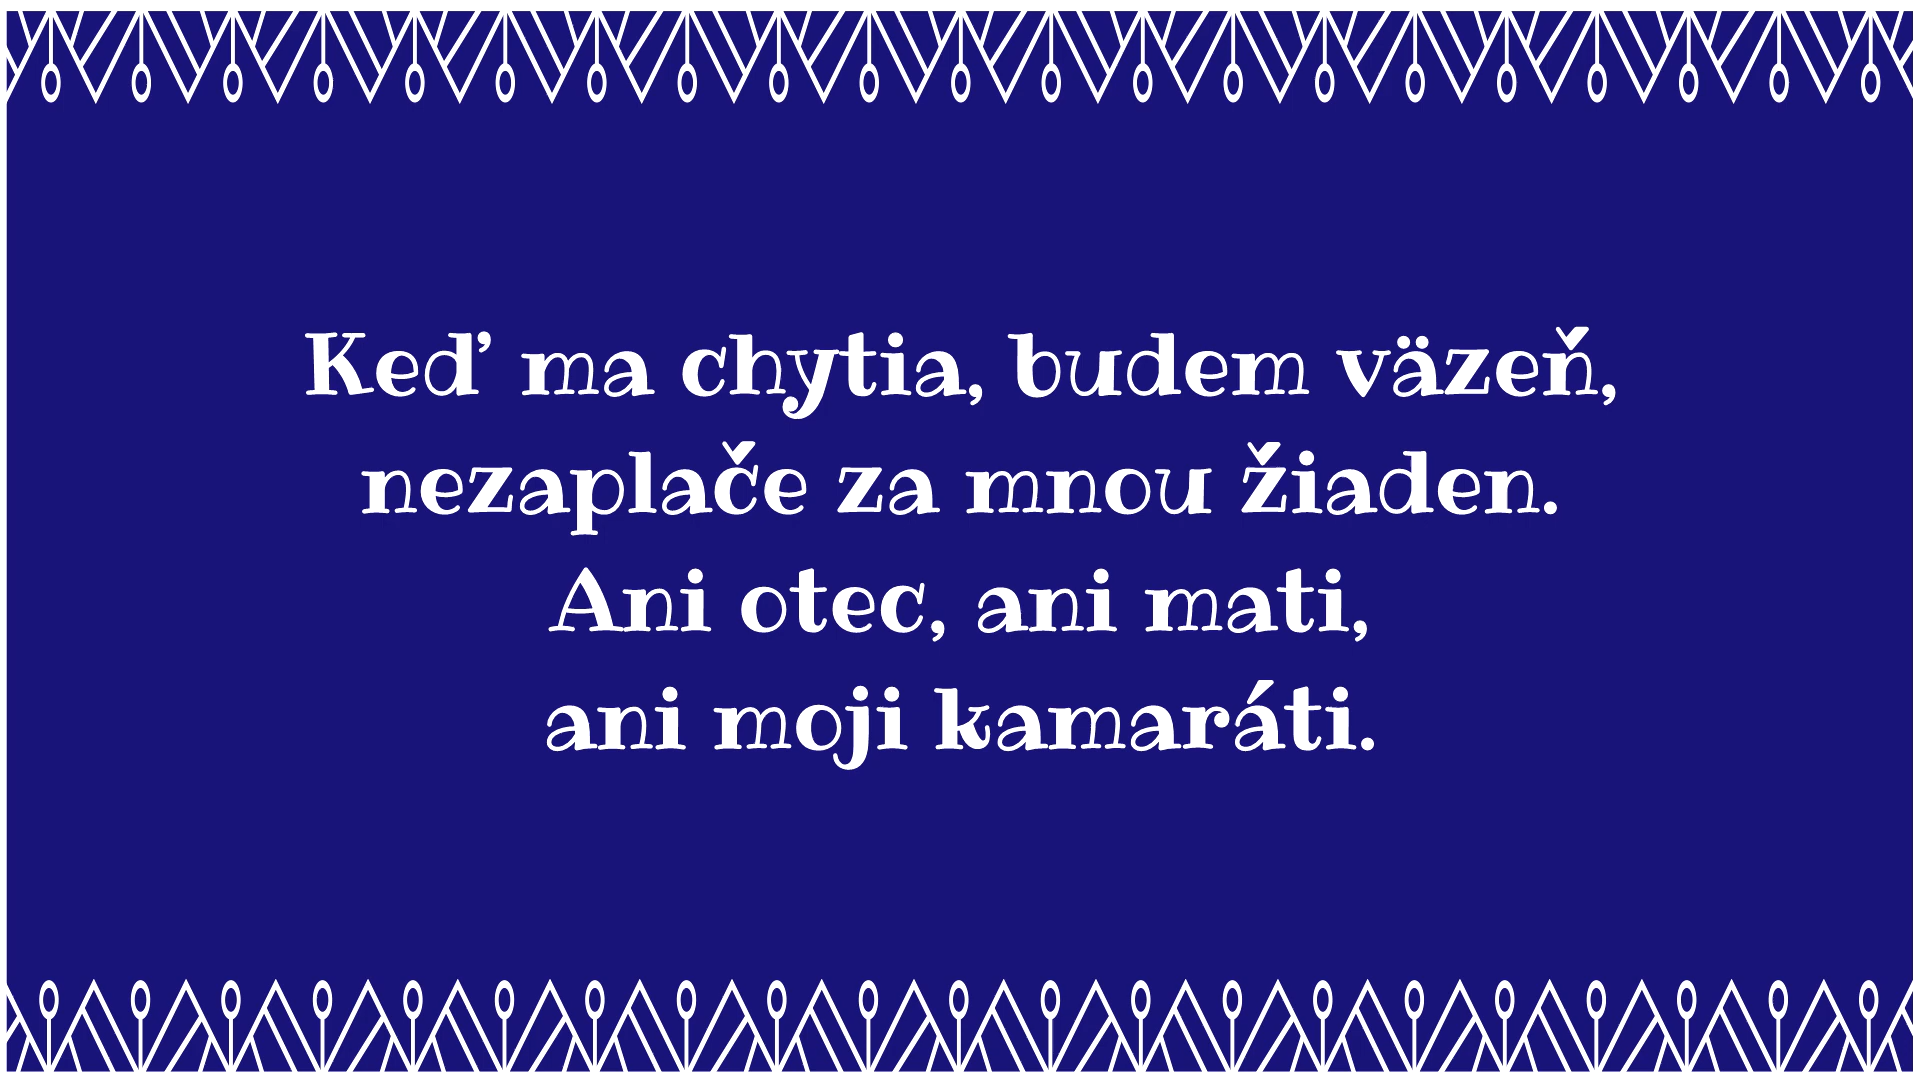 Keď ma chytia, budem väzeň,
nezaplače za mnou žiaden.
Ani otec, ani mati,
ani moji kamaráti.